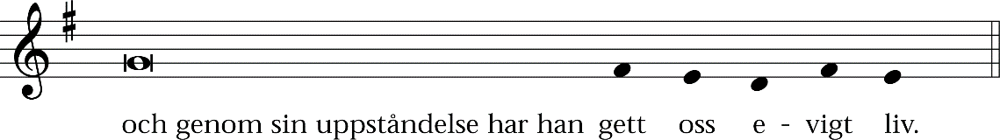 och genom sin uppståndelse har han gett oss e - vigt liv.